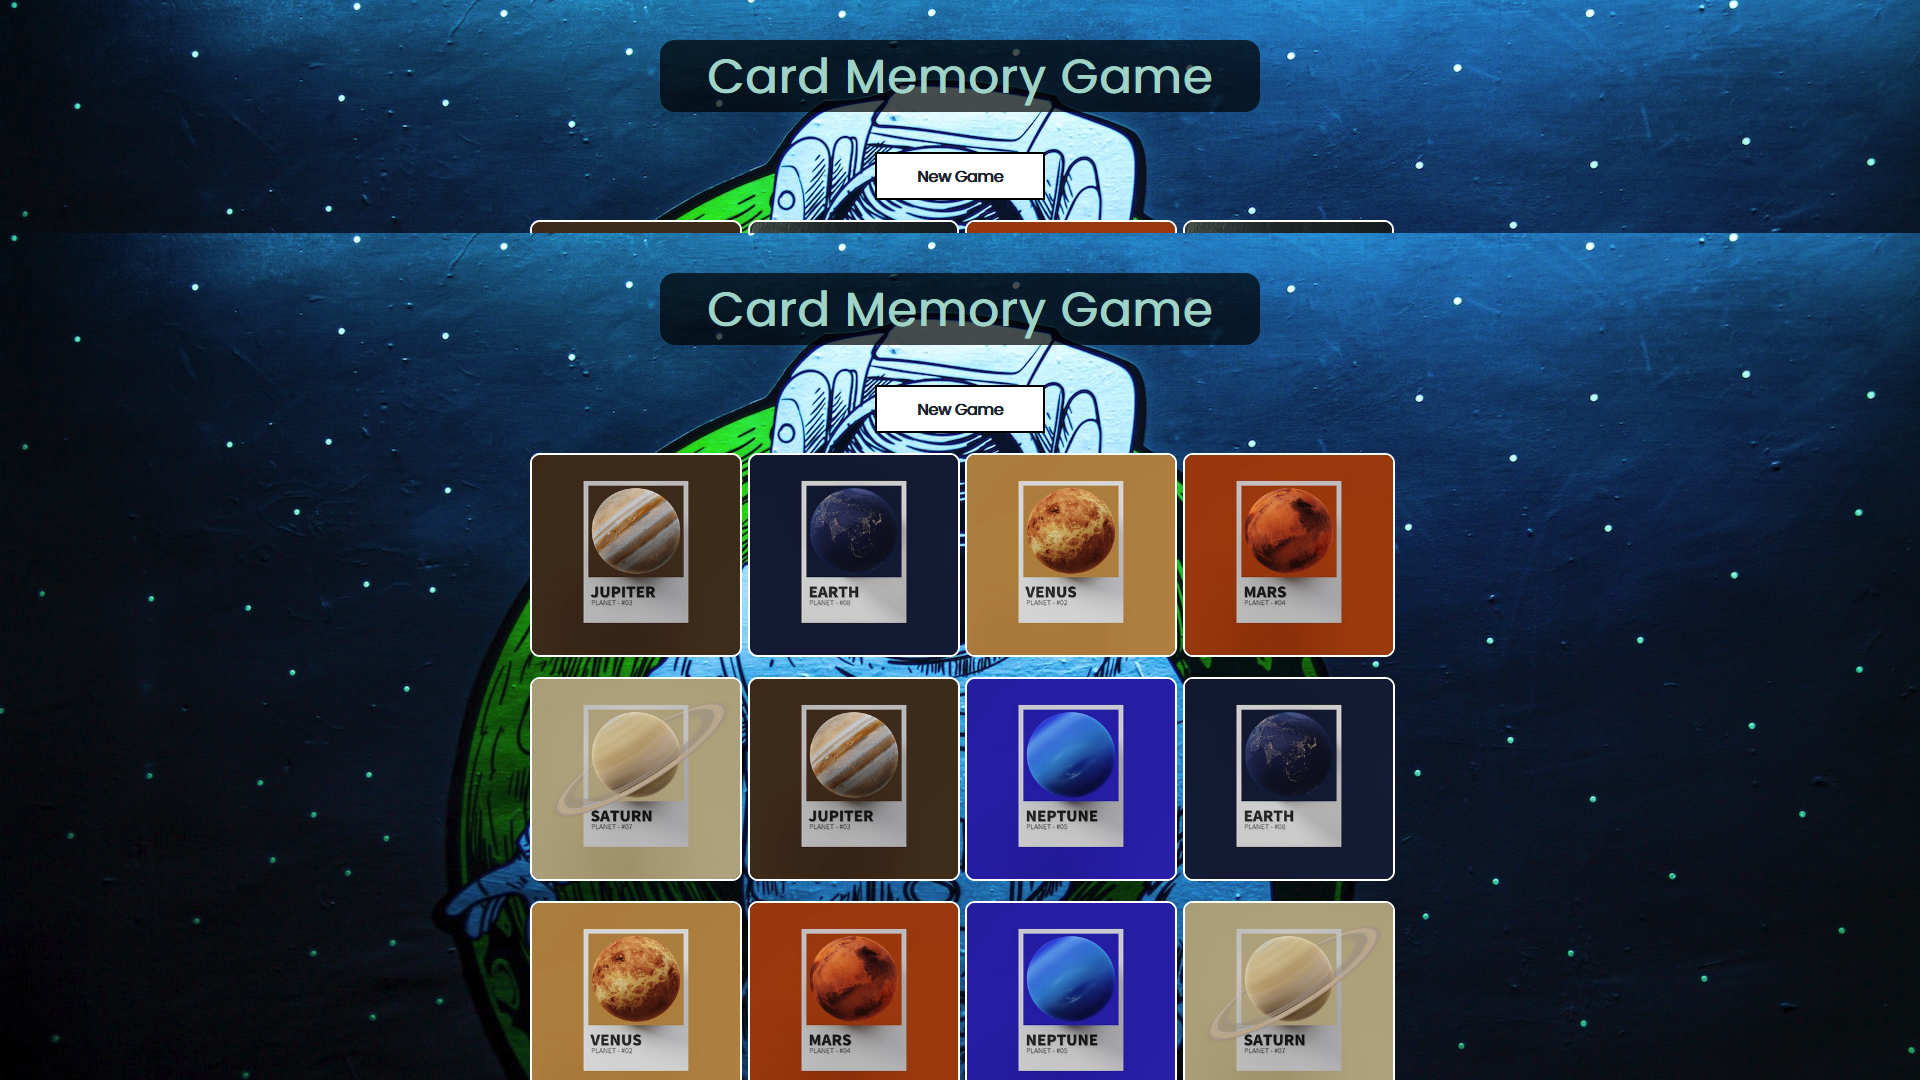 Card Memory Game
New Game
Card Memory Game
New Game
JUPITER
PLANET - #03
EARTH
PLANET - #08
VENUS
PLANET - #02
MARS
PLANET - #04
SATURN
PLANET - #07
JUPITER
PLANET - #03
NEPTUNE
PLANET - #05
EARTH
PLANET - #08
VENUS
PLANET - #02
MARS
PLANET - #04
NEPTUNE
PLANET - #05
SATURN
PLANET - #07